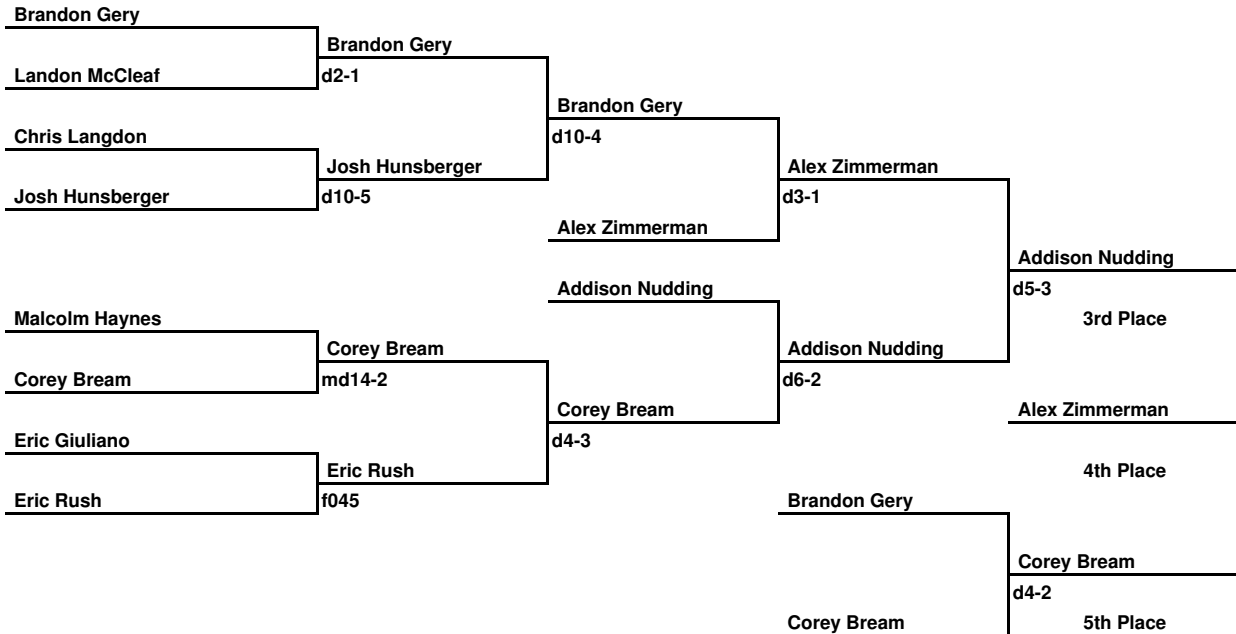 Brandon Gery
Brandon Gery
Landon McCleaf
d2-1
Brandon Gery
Chris Langdon
d10-4
Josh Hunsberger
Alex Zimmerman
Josh Hunsberger
d10-5
d3-1
Alex Zimmerman
Addison Nudding
Addison Nudding
d5-3
Malcolm Haynes
3rd Place
Corey Bream
Addison Nudding
Corey Bream
md14-2
d6-2
Corey Bream
Alex Zimmerman
Eric Giuliano
d4-3
Eric Rush
4th Place
Eric Rush
f045
Brandon Gery
Corey Bream
d4-2
Corey Bream
5th Place